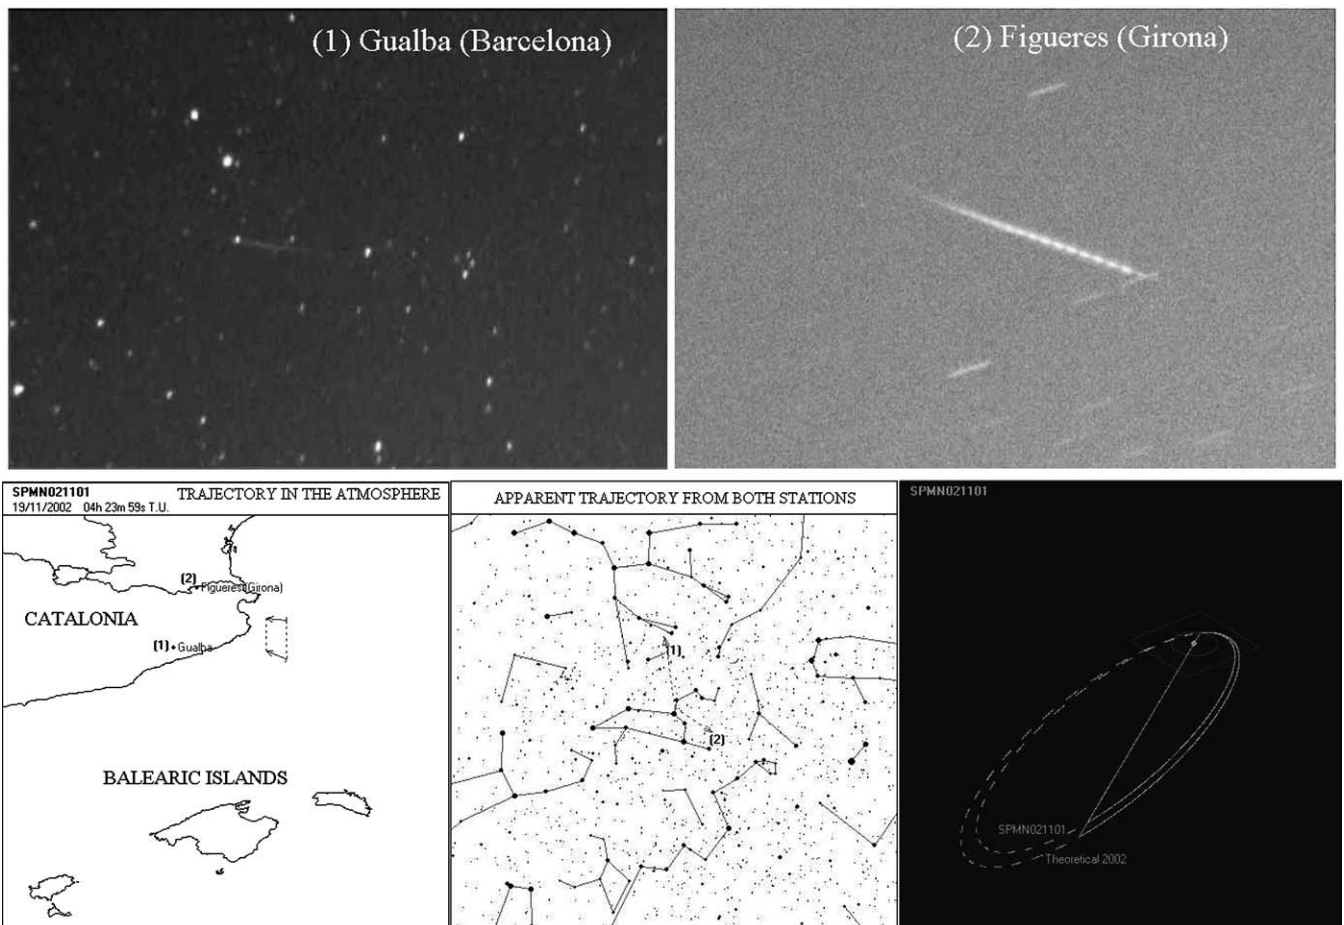 (1) Gualba (Barcelona)
(2) Figueres (Girona)
SPMN021101
TRAJECTORY IN THE ATMOSPHERE
19/11/2002 04h 23m 59s T.U.
(2)
Figueres (Girona)
CATALONIA
(1)
Gualba
BALEARIC ISLANDS
APPARENT TRAJECTORY FROM BOTH STATIONS
(1)
(2)
SPMN021101
SPMN021101
Theoretical 2002